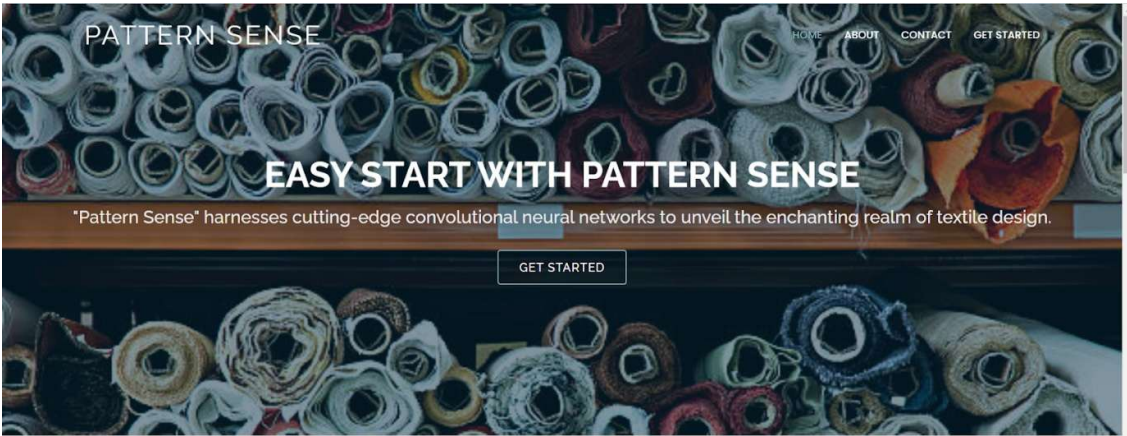 PATTERN SENSE
HOME ABOUT CONTACT GET STARTED
EASY START WITH PATTERN SENSE
"Pattern Sense" harnesses cutting-edge convolutional neural networks to unveil the enchanting realm of textile design.
GET STARTED